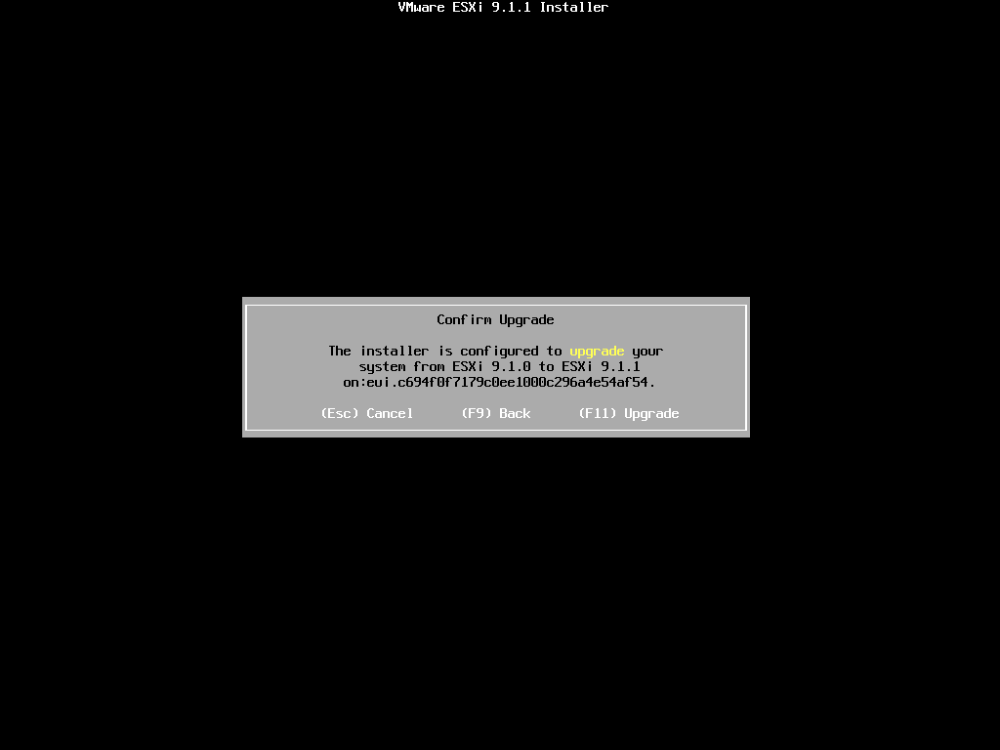 VMware ESXi 9.1.1 Installer
Confirm Upgrade
The installer is configured to upgrade your
system from ESXi 9.1.0 to ESXi 9.1.1
on:eui.c694f0f7179c0ee1000c296a4e54af54.
(Esc) Cancel (F9) Back (F11) Upgrade